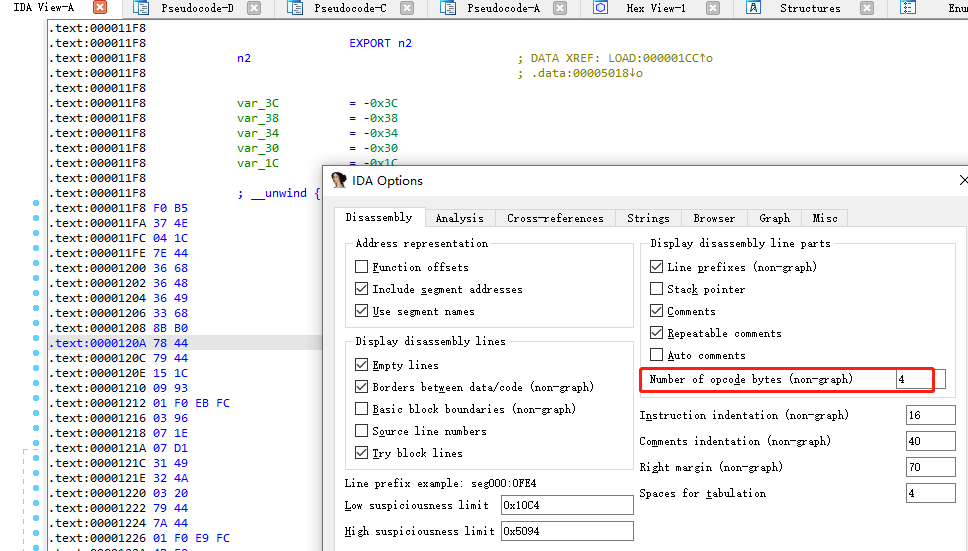 IDA View-A Pseudocode-D Pseudocode-C Pseudocode-A Hex View-1 Structures Enu
.text:000011F8
.text:000011F8 EXPORT n2
.text:000011F8 n2 ; DATA XREF: LOAD:000001CC↑o
.text:000011F8 ; .data:00005018↓o
.text:000011F8
.text:000011F8 var_3C = -0x3C
.text:000011F8 var_38 = -0x38
.text:000011F8 var_34 = -0x34
.text:000011F8 var_30 = -0x30
.text:000011F8 var_1C = -0x1C
.text:000011F8
.text:000011F8 ; __unwind {
.text:000011F8 F0 B5
.text:000011FA 37 4E
.text:000011FC 04 1C
.text:000011FE 7E 44
.text:00001200 36 68
.text:00001202 36 48
.text:00001204 36 49
.text:00001206 33 68
.text:00001208 8B B0
.text:0000120A 78 44
.text:0000120C 79 44
.text:0000120E 15 1C
.text:00001210 09 93
.text:00001212 01 F0 EB FC
.text:00001216 03 96
.text:00001218 07 1E
.text:0000121A 07 D1
.text:0000121C 31 49
.text:0000121E 32 4A
.text:00001220 03 20
.text:00001222 79 44
.text:00001224 7A 44
.text:00001226 01 F0 E9 FC
IDA Options
Disassembly Analysis Cross-references Strings Browser Graph Misc
Address representation
Function offsets
Include segment addresses
Use segment names
Display disassembly lines
Empty lines
Borders between data/code (non-graph)
Basic block boundaries (non-graph)
Source line numbers
Try block lines
Line prefix example: seg000:0FE4
Low suspiciousness limit 0x10C4
High suspiciousness limit 0x5094
Display disassembly line parts
Line prefixes (non-graph)
Stack pointer
Comments
Repeatable comments
Auto comments
Number of opcode bytes (non-graph) 4
Instruction indentation (non-graph) 16
Comments indentation (non-graph) 40
Right margin (non-graph) 70
Spaces for tabulation 4